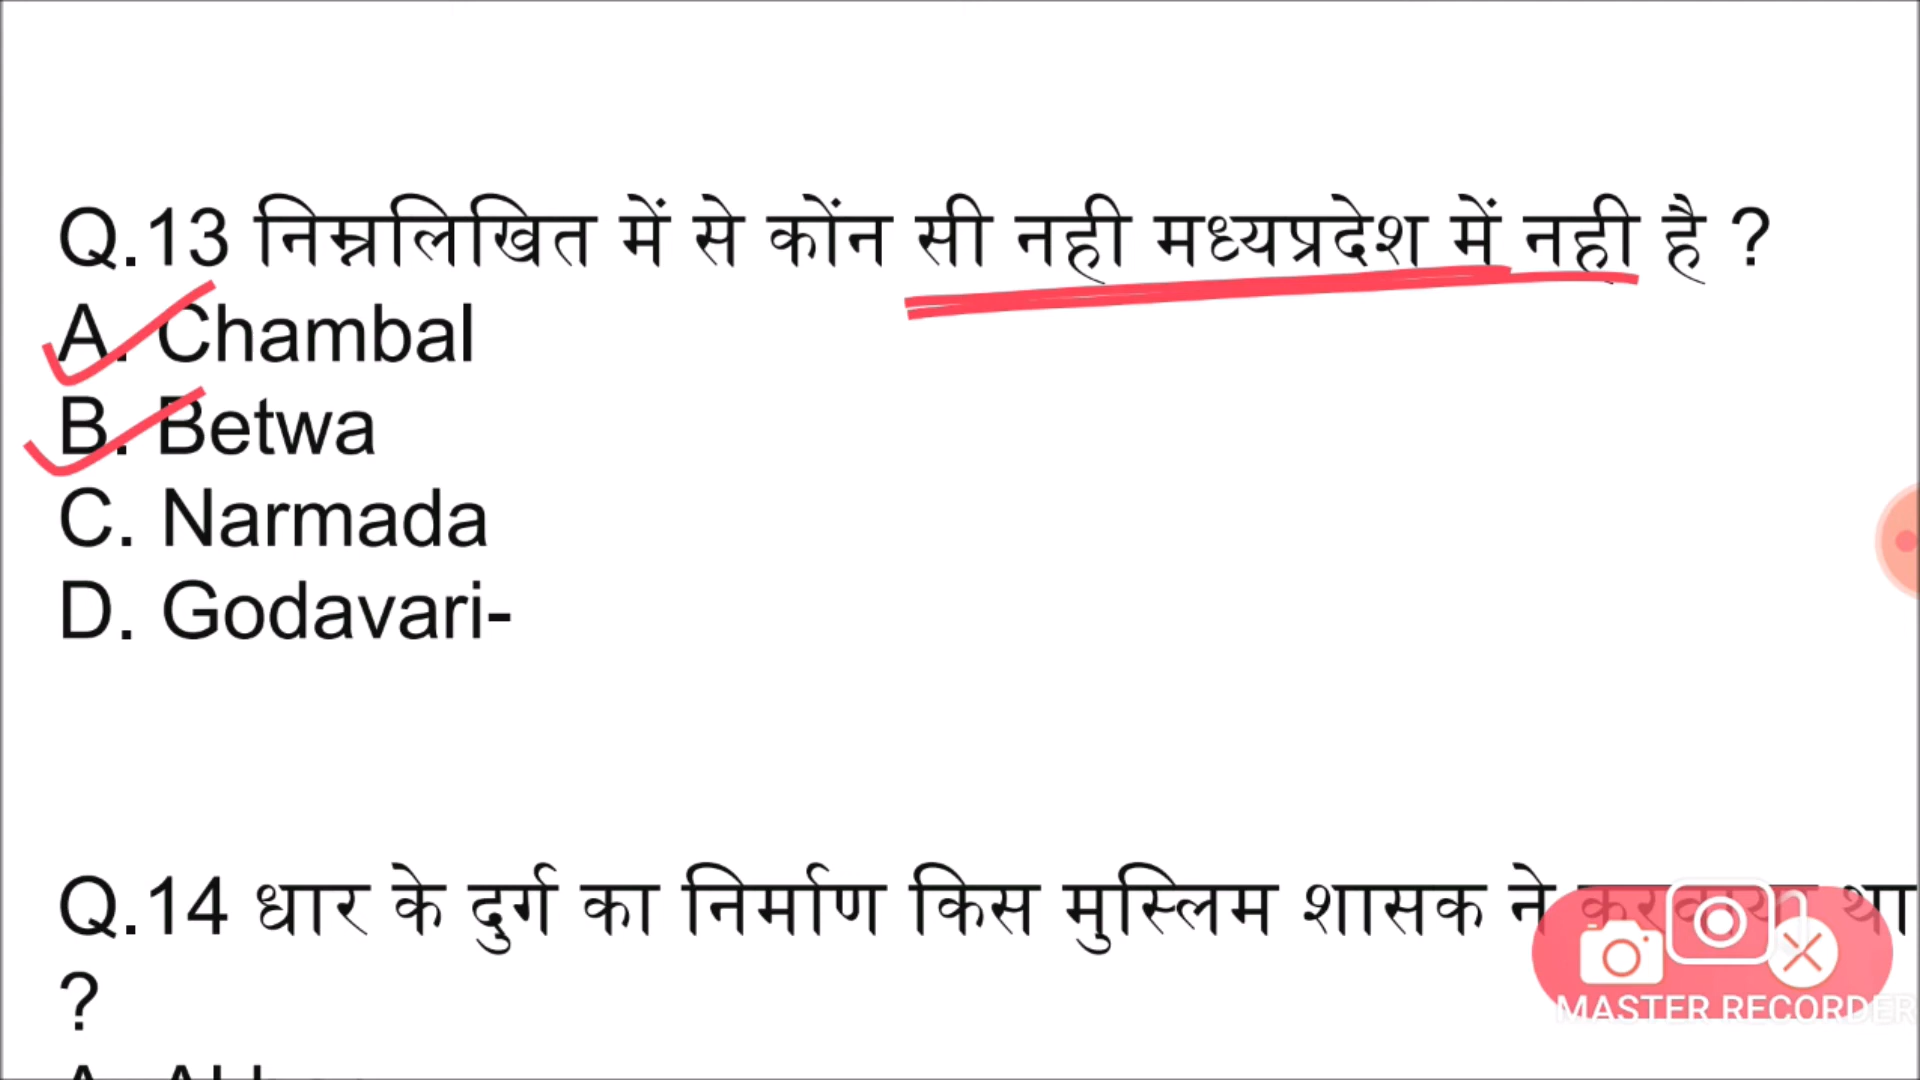 Q.13 निम्नलिखित में से कोंन सी नही मध्यप्रदेश में नही है ?
A. Chambal
B. Betwa
C. Narmada
D. Godavari-
Q.14 धार के दुर्ग का निर्माण किस मुस्लिम शासक ने करवाया था
?
MASTER RECORDER